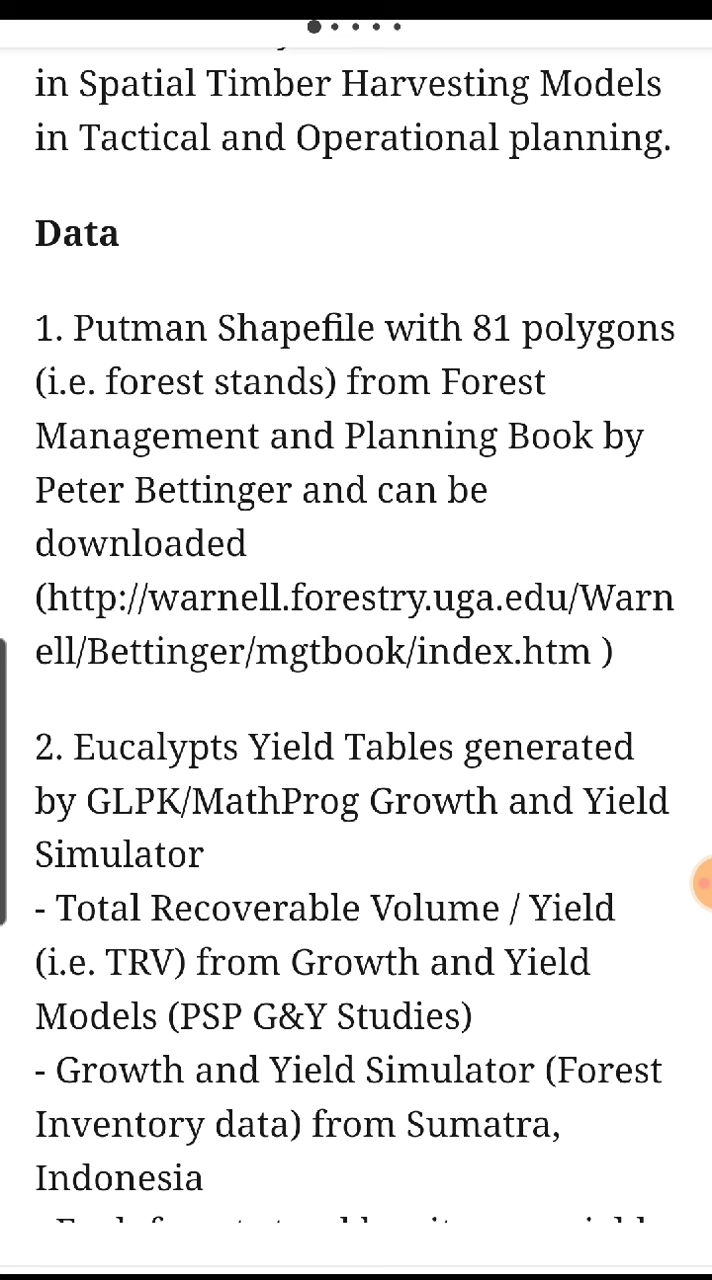 in Spatial Timber Harvesting Models
in Tactical and Operational planning.
Data
1. Putman Shapefile with 81 polygons
(i.e. forest stands) from Forest
Management and Planning Book by
Peter Bettinger and can be
downloaded
(http://warnell.forestry.uga.edu/Warn
ell/Bettinger/mgtbook/index.htm )
2. Eucalypts Yield Tables generated
by GLPK/MathProg Growth and Yield
Simulator
- Total Recoverable Volume / Yield
(i.e. TRV) from Growth and Yield
Models (PSP G&Y Studies)
- Growth and Yield Simulator (Forest
Inventory data) from Sumatra,
Indonesia